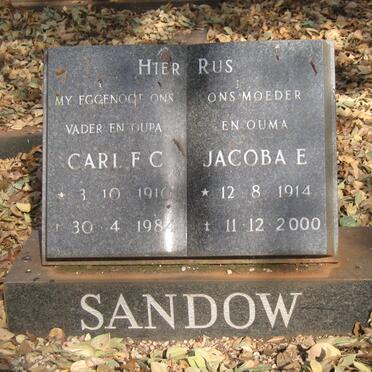 HIER RUS
MY EGGENOOT ONS
VADER EN OUPA
CARL F C
* 3 10 1910
† 30 4 1984
ONS MOEDER
EN OUMA
JACOBA E
* 12 8 1914
† 11 12 2000
SANDOW